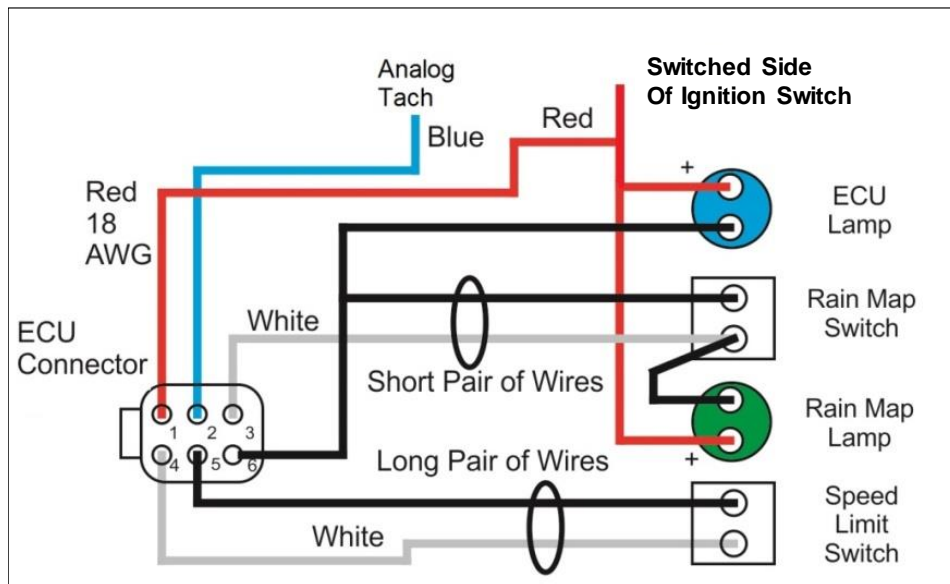 Analog
Tach
Switched Side
Of Ignition Switch
Blue
Red
+
Red
18
AWG
ECU
Lamp
Rain Map
Switch
White
ECU
Connector
Short Pair of Wires
Rain Map
Lamp
1
2
3
4
5
6
+
Long Pair of Wires
Speed
Limit
Switch
White